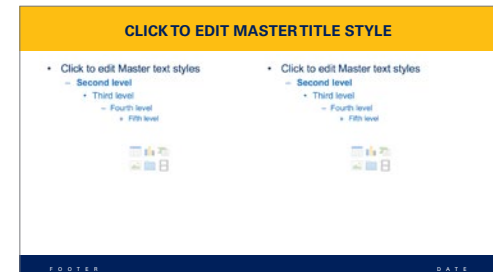 CLICK TO EDIT MASTER TITLE STYLE
• Click to edit Master text styles
– Second level
• Third level
– Fourth level
• Fifth level
• Click to edit Master text styles
– Second level
• Third level
– Fourth level
• Fifth level
FOOTER
DATE